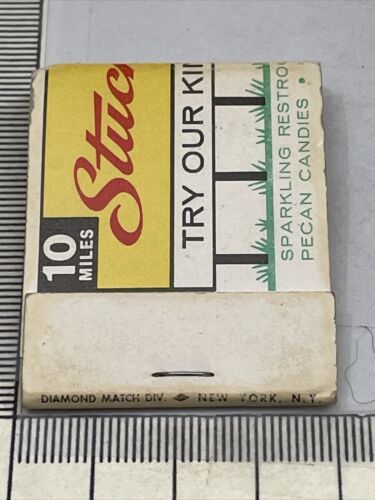 Stuc
10
MILES
TRY OUR KI
SPARKLING RESTRO
PECAN CANDIES •
DIAMOND MATCH DIV. NEW YORK, N.Y.